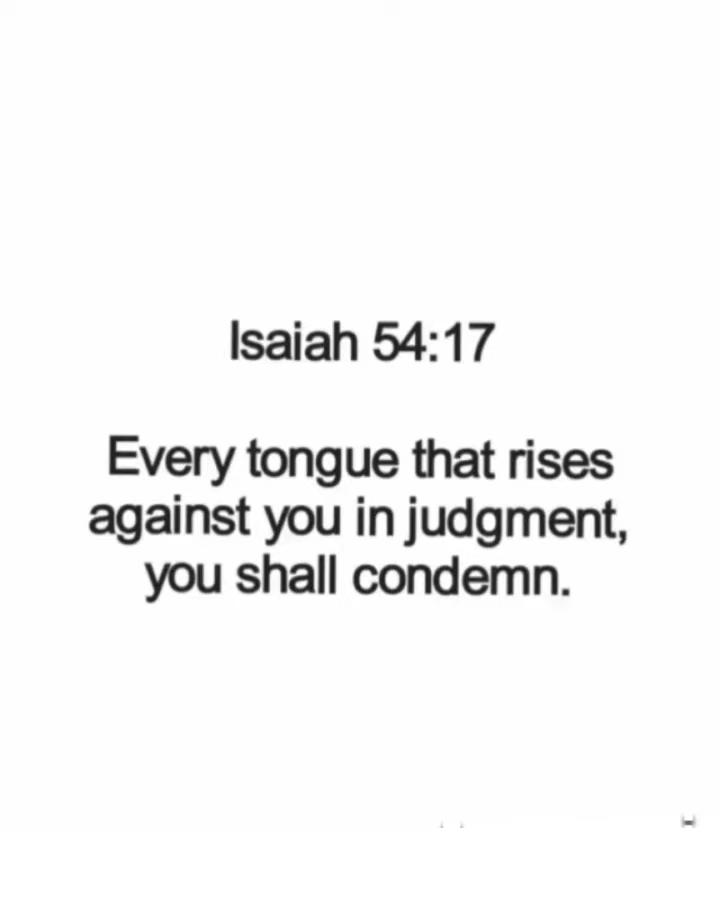 Isaiah 54:17
Every tongue that rises
against you in judgment,
you shall condemn.